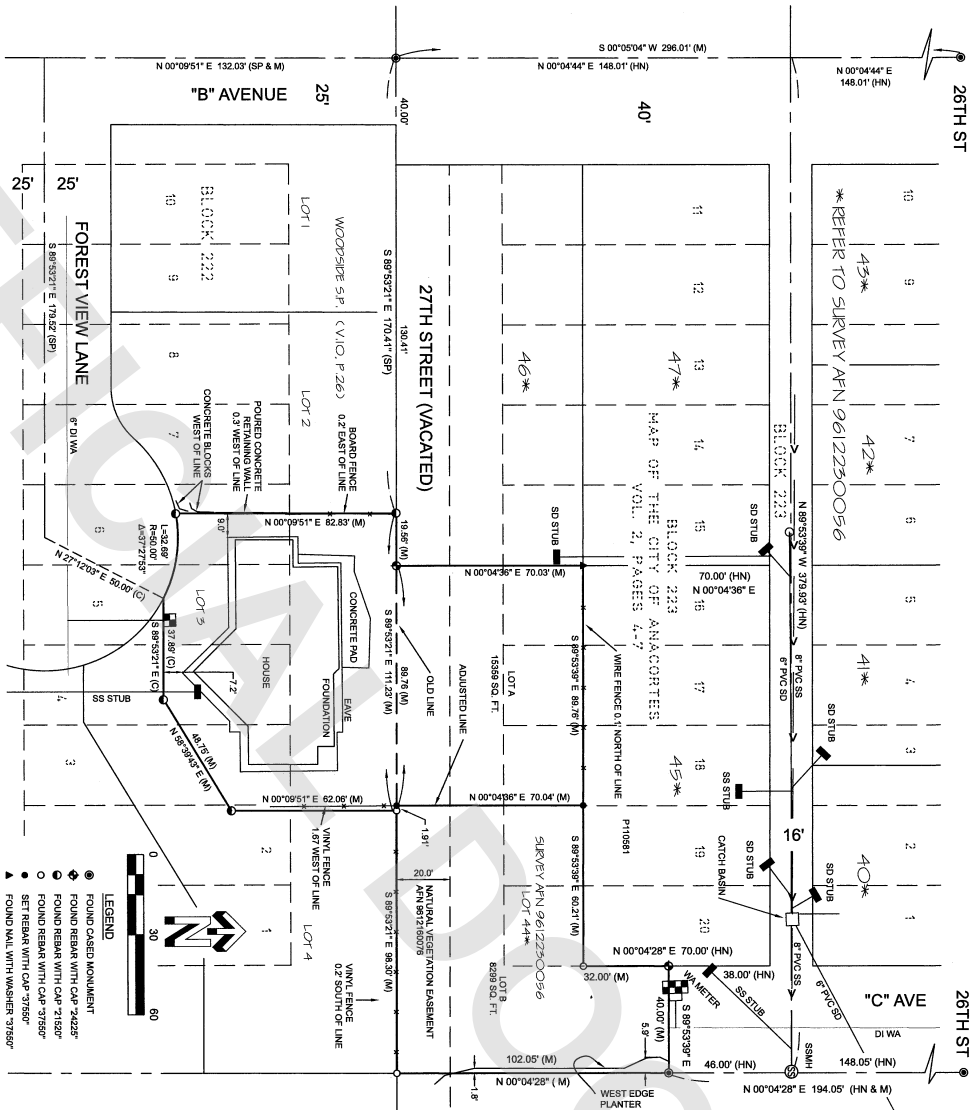 26TH ST
S 00°05'04" W 296.01' (M)
N 00°09'51" E 132.03' (SP & M)
N 00°04'44" E 148.01' (HN)
N 00°04'44" E
148.01' (HN)
"B" AVENUE
25'
40.00'
40'
25'
25'
10
9
8
7
6
5
4
3
2
1
BLOCK 222
LOT 1
WOODSIDE S.P. (V.10, P.26)
S 89°53'21" E 170.41' (SP)
130.41'
27TH STREET (VACATED)
11
12
13
14
15
16
17
18
19
20
46*
47*
43*
* REFER TO SURVEY AFN 9612230056
10
9
7
6
5
4
3
2
1
42*
41*
40*
FOREST VIEW LANE
S 89°53'21" E 179.52' (SP)
LOT 2
6" DI WA
CONCRETE BLOCKS
WEST OF LINE
POURED CONCRETE
RETAINING WALL
0.3' WEST OF LINE
BOARD FENCE
0.2' EAST OF LINE
N 00°09'51" E 82.83' (M)
9.0'
L=32.69'
R=50.00'
Δ=37°27'53"
N 27°12'03" E 50.00' (C)
19.56' (M)
SD STUB
N 00°04'36" E 70.03' (M)
MAP OF THE CITY OF ANACORTES
VOL. 2, PAGES 4-7
BLOCK 223
BLOCK 223
SD STUB
70.00' (HN)
N 00°04'36" E
N 89°53'39" W 379.93' (HN)
8" PVC SS
6" PVC SD
LOT 3
37.89' (C)
S 89°53'21" E (C)
7.2'
HOUSE
FOUNDATION
EAVE
CONCRETE PAD
SS STUB
48.75' (M)
N 58°39'43" E (M)
S 89°53'21" E 111.23' (M)
89.76 (M)
OLD LINE
ADJUSTED LINE
LOT A
15359 SQ. FT.
S 89°53'39" E 89.76' (M)
WIRE FENCE 0.1' NORTH OF LINE
45*
SS STUB
SD STUB
N 00°09'51" E 62.06' (M)
N 00°04'36" E 70.04' (M)
1.91'
VINYL FENCE
1.67 WEST OF LINE
P110581
16'
CATCH BASIN
SD STUB
SD STUB
20.0'
NATURAL VEGETATION EASEMENT
AFN 9612160076
S 89°53'21" E 98.30' (M)
SURVEY AFN 9612230056
LOT 44*
S 89°53'39" E 60.21' (M)
LOT B
8299 SQ. FT.
LOT 4
VINYL FENCE
0.2' SOUTH OF LINE
N 00°04'28" E 70.00' (HN)
32.00' (M)
38.00' (HN)
WA METER
SS STUB
8" PVC SS
6" PVC SD
"C" AVE
26TH ST
DI WA
SSMH
S 89°53'39" E
40.00' (M)
5.9'
102.05' (M)
N 00°04'28" ( M)
1.8'
WEST EDGE
PLANTER
46.00' (HN)
148.05' (HN)
N 00°04'28" E 194.05' (HN & M)
0
30
60
LEGEND
FOUND CASED MONUMENT
FOUND REBAR WITH CAP "24225"
FOUND REBAR WITH CAP "21520"
FOUND REBAR WITH CAP "37550"
SET REBAR WITH CAP "37550"
FOUND NAIL WITH WASHER "37550"